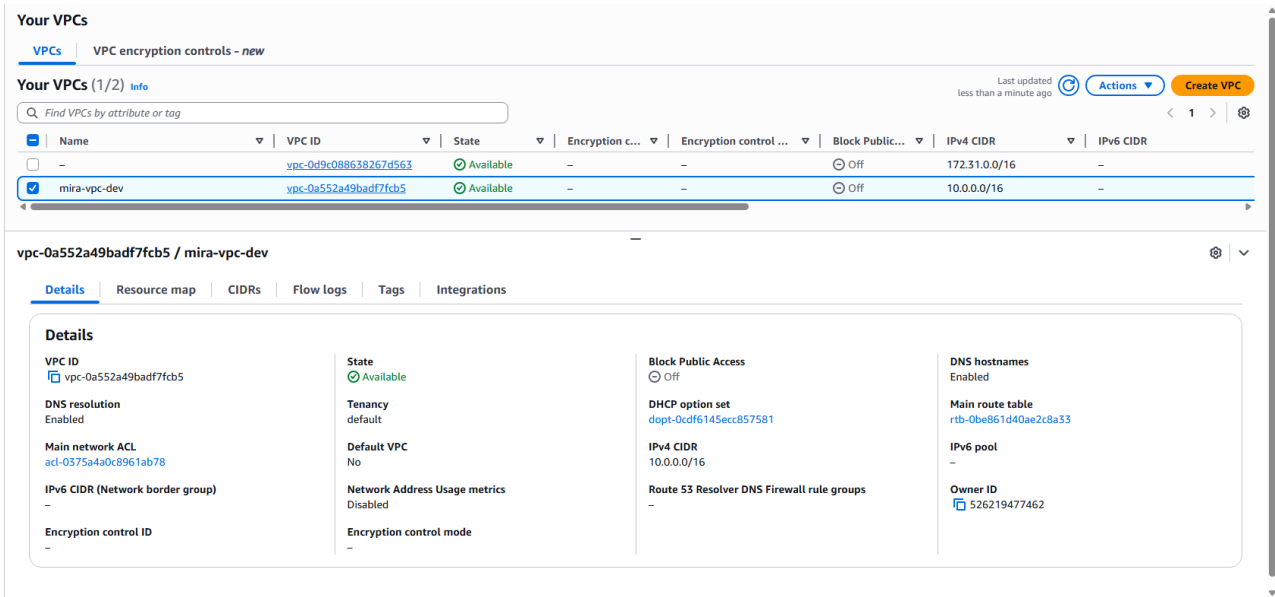 Your VPCs
VPCs VPC encryption controls - new
Your VPCs (1/2) Info
Last updated
less than a minute ago
Actions
Create VPC
Find VPCs by attribute or tag
1
Name VPC ID State Encryption c... Encryption control ... Block Public... IPv4 CIDR IPv6 CIDR
– vpc-0d9c088638267d563 Available – – Off 172.31.0.0/16 –
mira-vpc-dev vpc-0a552a49badf7fcb5 Available – – Off 10.0.0.0/16 –
vpc-0a552a49badf7fcb5 / mira-vpc-dev
Details Resource map CIDRs Flow logs Tags Integrations
Details
VPC ID State Block Public Access DNS hostnames
vpc-0a552a49badf7fcb5 Available Off Enabled
DNS resolution Tenancy DHCP option set Main route table
Enabled default dopt-0cdf6145ecc857581 rtb-0be861d40ae2c8a33
Main network ACL Default VPC IPv4 CIDR IPv6 pool
acl-0375a4a0c8961ab78 No 10.0.0.0/16 –
IPv6 CIDR (Network border group) Network Address Usage metrics Route 53 Resolver DNS Firewall rule groups Owner ID
– Disabled – 526219477462
Encryption control ID Encryption control mode
– –